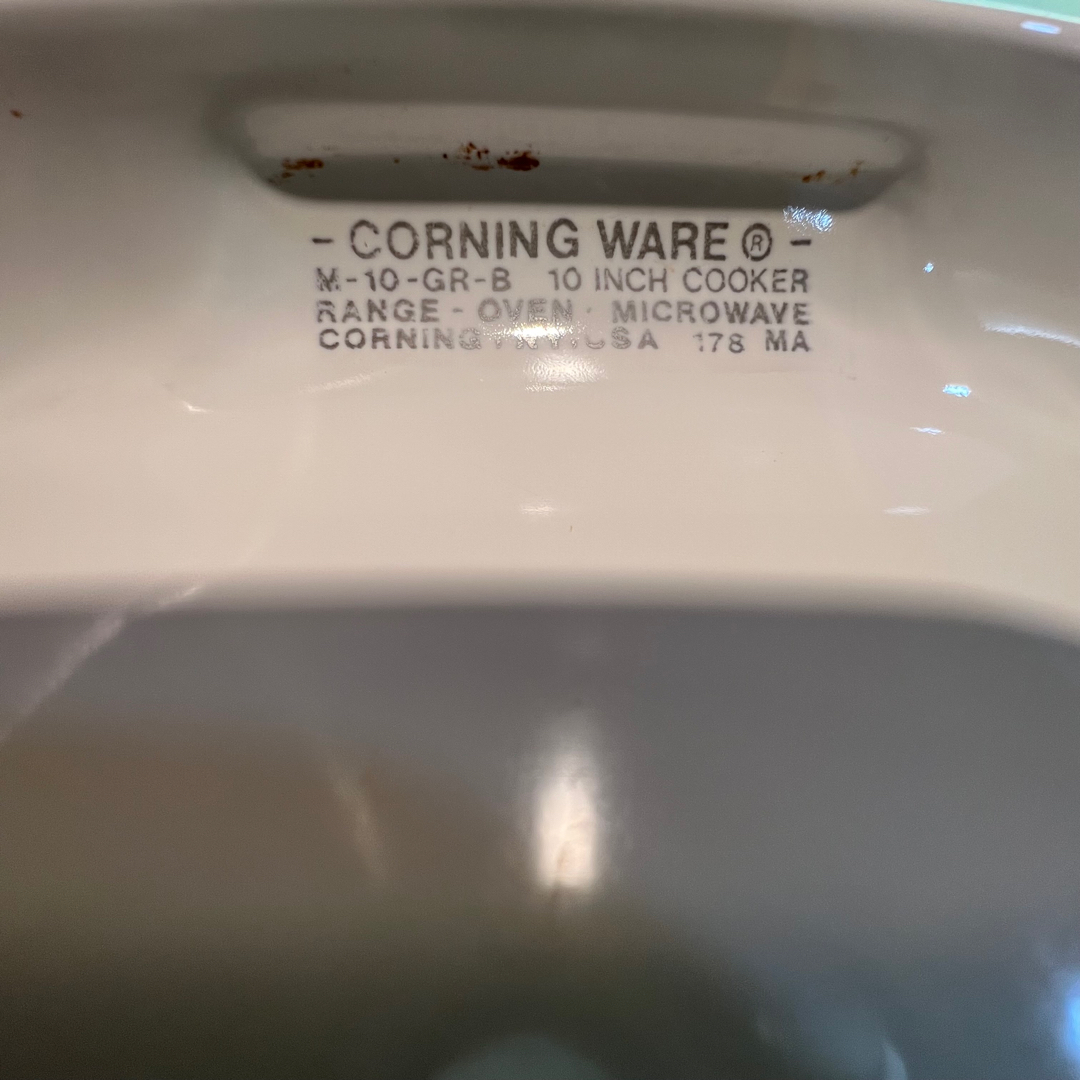 - CORNING WARE ® -
M-10-GR-B 10 INCH COOKER
RANGE - OVEN · MICROWAVE
CORNING, N.Y. USA 178 MA